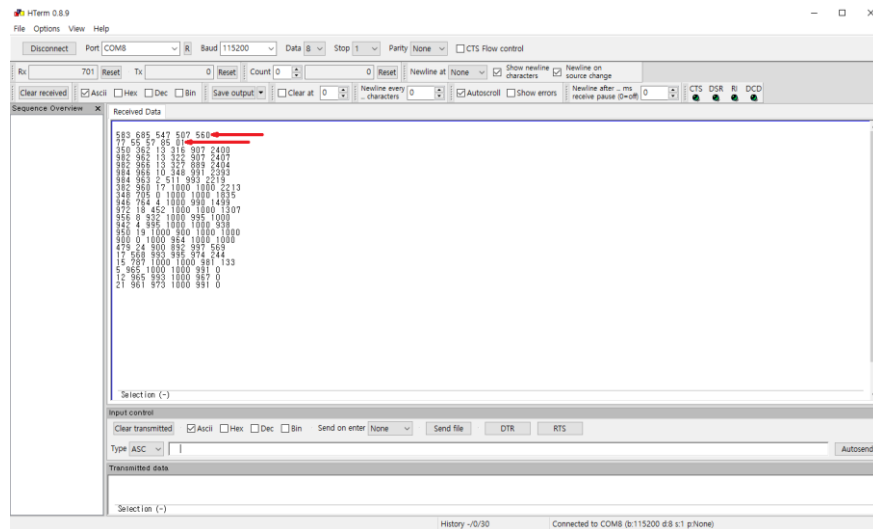 HTerm 0.8.9
File Options View Help
Disconnect Port COM8 R Baud 115200 Data 8 Stop 1 Parity None CTS Flow control
Rx 701 Reset Tx 0 Reset Count 0 0 Reset Newline at None Show newline characters Newline on source change
Clear received Ascii Hex Dec Bin Save output Clear at 0 Newline every ... characters 0 Autoscroll Show errors Newline after ... ms receive pause (0=off) 0 CTS DSR RI DCD
Sequence Overview X Received Data
583 685 547 507 560
77 55 57 85 01
350 362 13 316 907 2400
982 962 13 322 907 2407
982 966 13 327 889 2404
984 966 10 348 991 2393
984 963 2 511 993 2219
382 960 17 1000 1000 2213
348 705 0 1000 1000 1835
946 764 4 1000 990 1499
972 18 452 1000 1000 1307
956 8 932 1000 995 1000
942 4 995 1000 1000 938
950 19 1000 900 1000 1000
900 0 1000 964 1000 1000
479 24 900 892 997 569
17 568 993 995 974 244
15 787 1000 1000 981 133
5 965 1000 1000 991 0
12 965 993 1000 967 0
21 961 973 1000 991 0
Selection (-)
Input control
Clear transmitted Ascii Hex Dec Bin Send on enter None Send file DTR RTS
Type ASC Autosend
Transmitted data
Selection (-)
History -/0/30 Connected to COM8 (b:115200 d:8 s:1 p:None)